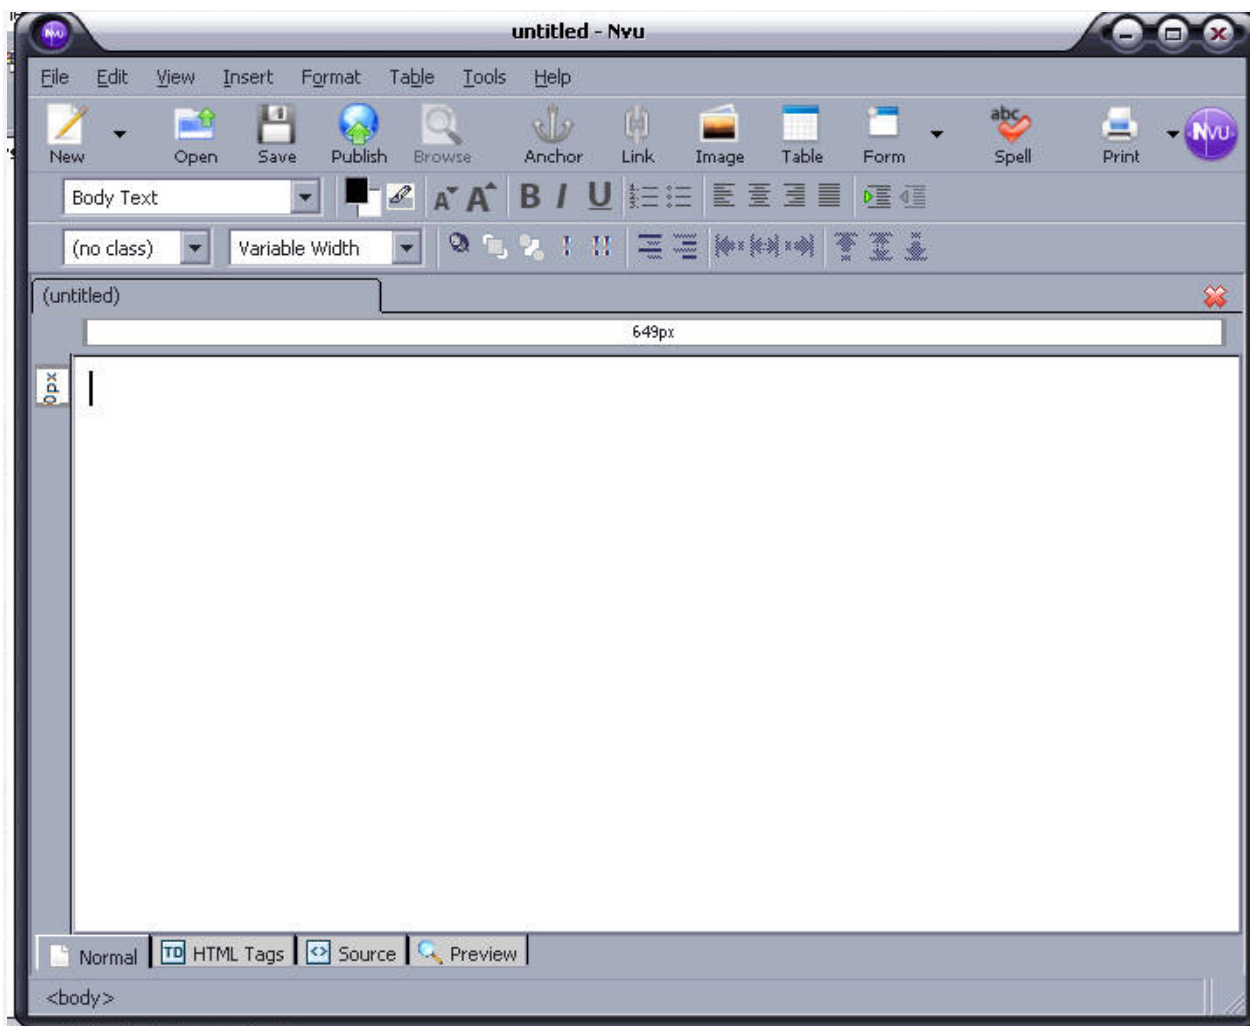 untitled - Nvu
File Edit View Insert Format Table Tools Help
New Open Save Publish Browse Anchor Link Image Table Form abc Spell Print NVU
Body Text A A B I U
(no class) Variable Width
(untitled)
649px
0px
Normal TD HTML Tags Source Preview
<body>